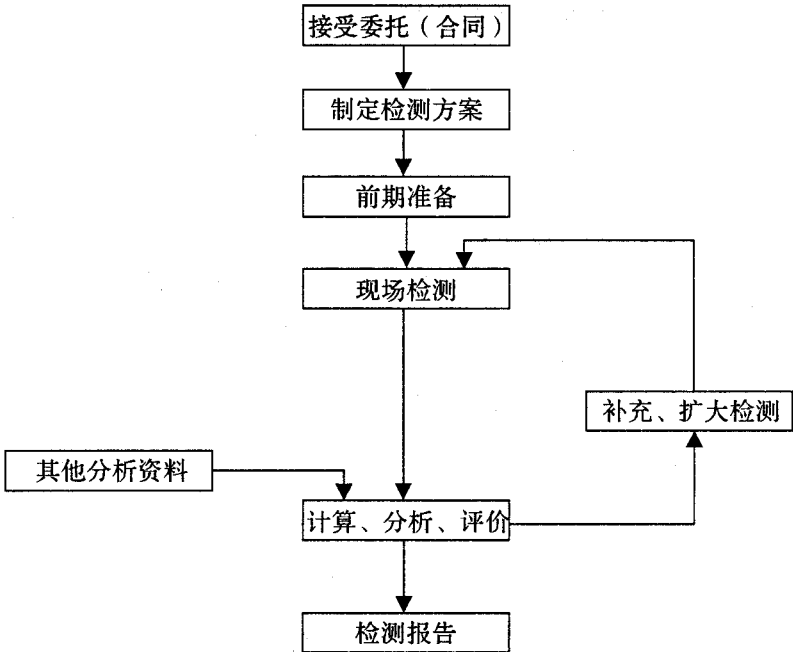 接受委托（合同）
制定检测方案
前期准备
现场检测
补充、扩大检测
其他分析资料
计算、分析、评价
检测报告